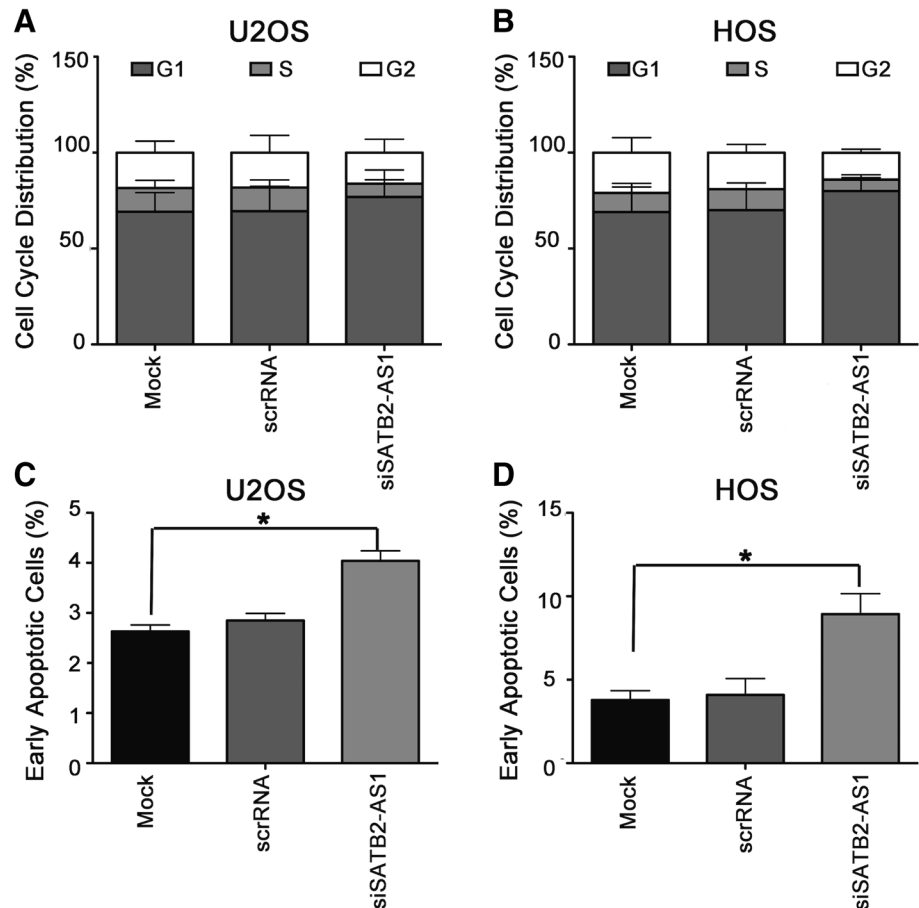 A
U2OS
Cell Cycle Distribution (%)
150
100
50
0
G1 S G2
Mock
scrRNA
siSATB2-AS1
B
HOS
Cell Cycle Distribution (%)
150
100
50
0
G1 S G2
Mock
scrRNA
siSATB2-AS1
C
U2OS
Early Apoptotic Cells (%)
5
4
3
2
1
0
*
Mock
scrRNA
siSATB2-AS1
D
HOS
Early Apoptotic Cells (%)
15
10
5
0
*
Mock
scrRNA
siSATB2-AS1